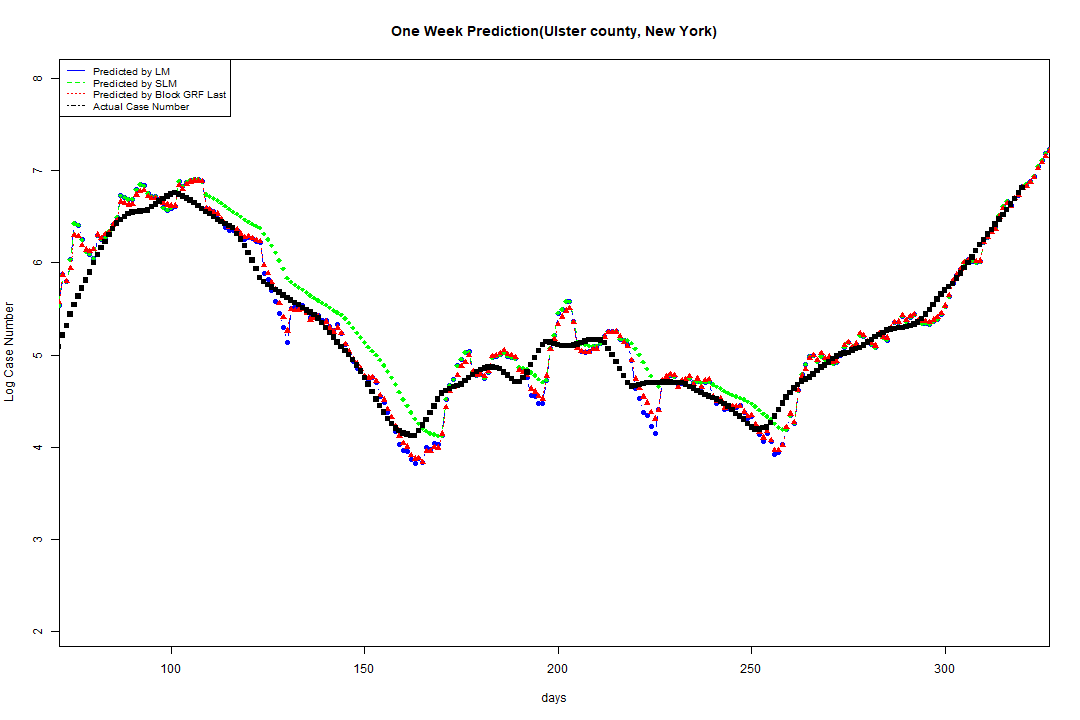 One Week Prediction(Ulster county, New York)
Predicted by LM
Predicted by SLM
Predicted by Block GRF Last
Actual Case Number
8
7
6
5
4
3
2
Log Case Number
100 150 200 250 300
days